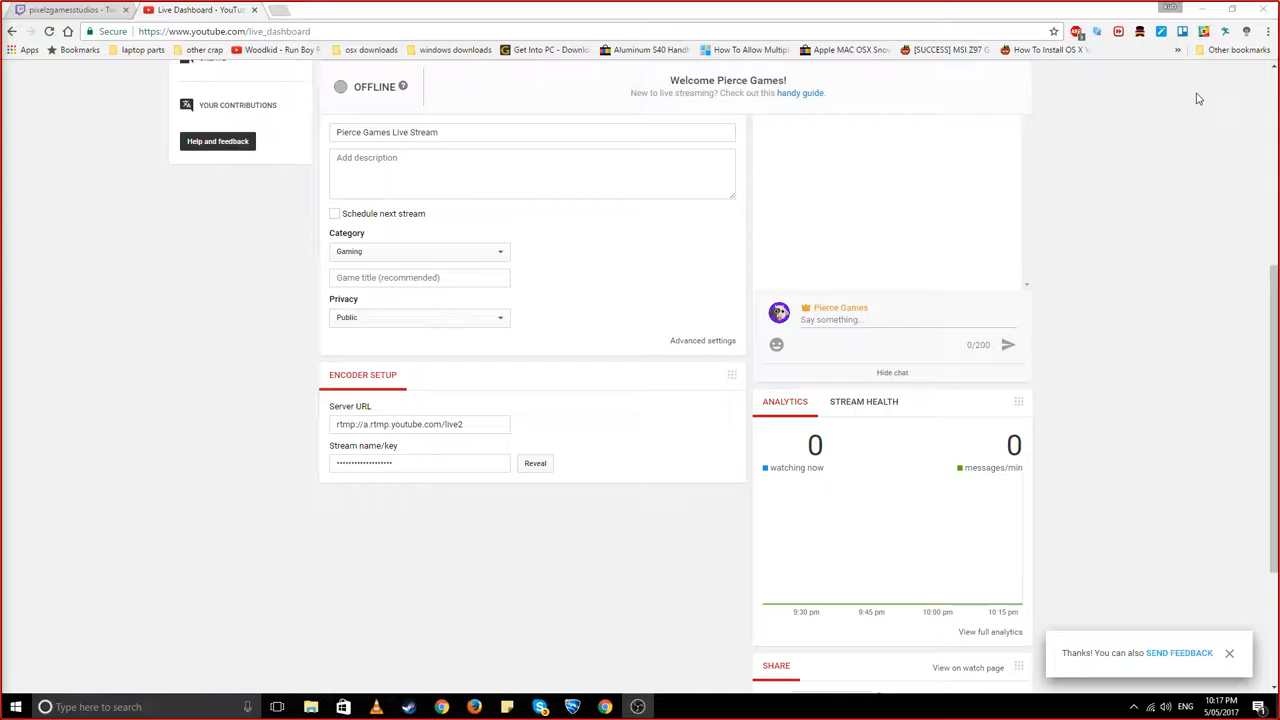 pixelzgamesstudios - Tw
Live Dashboard - YouTu
kub
Secure
https://www.youtube.com/live_dashboard
Apps
Bookmarks
laptop parts
other crap
Woodkid - Run Boy R
osx downloads
windows downloads
Get Into PC - Downlo
Aluminum S40 Handr
How To Allow Multipl
Apple MAC OSX Snow
[SUCCESS] MSI Z97 G
How To Install OS X Y
»
Other bookmarks
YOUR CONTRIBUTIONS
Help and feedback
OFFLINE ?
Welcome Pierce Games!
New to live streaming? Check out this handy guide.
Pierce Games Live Stream
Add description
Schedule next stream
Category
Gaming
Game title (recommended)
Privacy
Public
Advanced settings
Pierce Games
Say something...
0/200
Hide chat
ENCODER SETUP
Server URL
rtmp://a.rtmp.youtube.com/live2
Stream name/key
••••••••••••••••••••
Reveal
ANALYTICS
STREAM HEALTH
0
watching now
0
messages/min
9:30 pm
9:45 pm
10:00 pm
10:15 pm
View full analytics
SHARE
View on watch page
Thanks! You can also SEND FEEDBACK
Type here to search
ENG
10:17 PM
5/05/2017